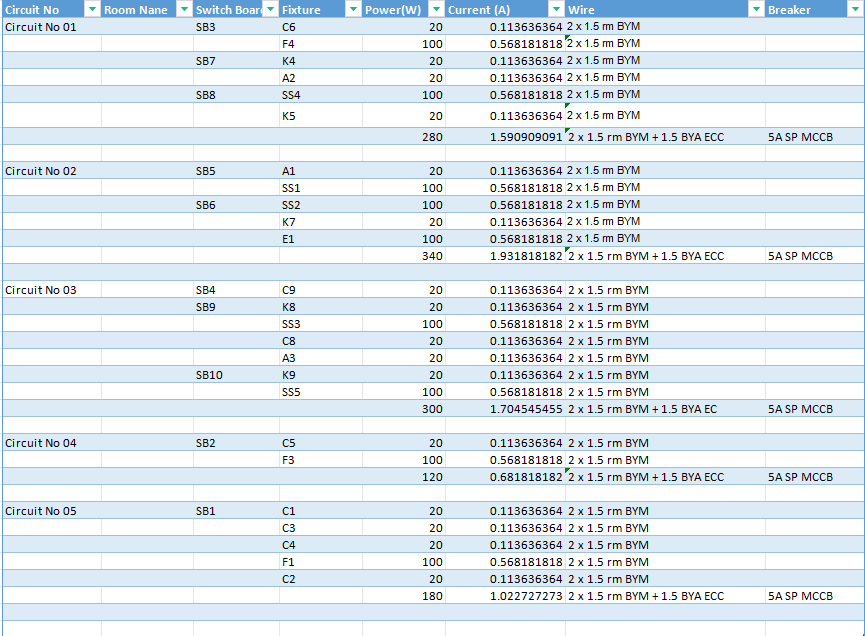 Circuit No Room Nane Switch Board Fixture Power(W) Current (A) Wire Breaker
Circuit No 01 SB3 C6 20 0.113636364 2 x 1.5 rm BYM
F4 100 0.568181818 2 x 1.5 rm BYM
SB7 K4 20 0.113636364 2 x 1.5 rm BYM
A2 20 0.113636364 2 x 1.5 rm BYM
SB8 SS4 100 0.568181818 2 x 1.5 rm BYM
K5 20 0.113636364 2 x 1.5 rm BYM
280 1.590909091 2 x 1.5 rm BYM + 1.5 BYA ECC 5A SP MCCB
Circuit No 02 SB5 A1 20 0.113636364 2 x 1.5 rm BYM
SS1 100 0.568181818 2 x 1.5 rm BYM
SB6 SS2 100 0.568181818 2 x 1.5 rm BYM
K7 20 0.113636364 2 x 1.5 rm BYM
E1 100 0.568181818 2 x 1.5 rm BYM
340 1.931818182 2 x 1.5 rm BYM + 1.5 BYA ECC 5A SP MCCB
Circuit No 03 SB4 C9 20 0.113636364 2 x 1.5 rm BYM
SB9 K8 20 0.113636364 2 x 1.5 rm BYM
SS3 100 0.568181818 2 x 1.5 rm BYM
C8 20 0.113636364 2 x 1.5 rm BYM
A3 20 0.113636364 2 x 1.5 rm BYM
SB10 K9 20 0.113636364 2 x 1.5 rm BYM
SS5 100 0.568181818 2 x 1.5 rm BYM
300 1.704545455 2 x 1.5 rm BYM + 1.5 BYA EC 5A SP MCCB
Circuit No 04 SB2 C5 20 0.113636364 2 x 1.5 rm BYM
F3 100 0.568181818 2 x 1.5 rm BYM
120 0.681818182 2 x 1.5 rm BYM + 1.5 BYA ECC 5A SP MCCB
Circuit No 05 SB1 C1 20 0.113636364 2 x 1.5 rm BYM
C3 20 0.113636364 2 x 1.5 rm BYM
C4 20 0.113636364 2 x 1.5 rm BYM
F1 100 0.568181818 2 x 1.5 rm BYM
C2 20 0.113636364 2 x 1.5 rm BYM
180 1.022727273 2 x 1.5 rm BYM + 1.5 BYA ECC 5A SP MCCB